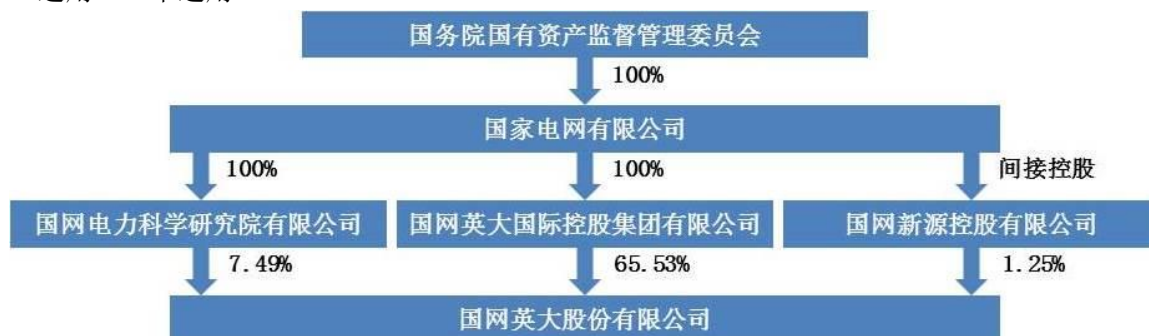 国务院国有资产监督管理委员会
100%
国家电网有限公司
100% 100% 间接控股
国网电力科学研究院有限公司 国网英大国际控股集团有限公司 国网新源控股有限公司
7.49% 65.53% 1.25%
国网英大股份有限公司